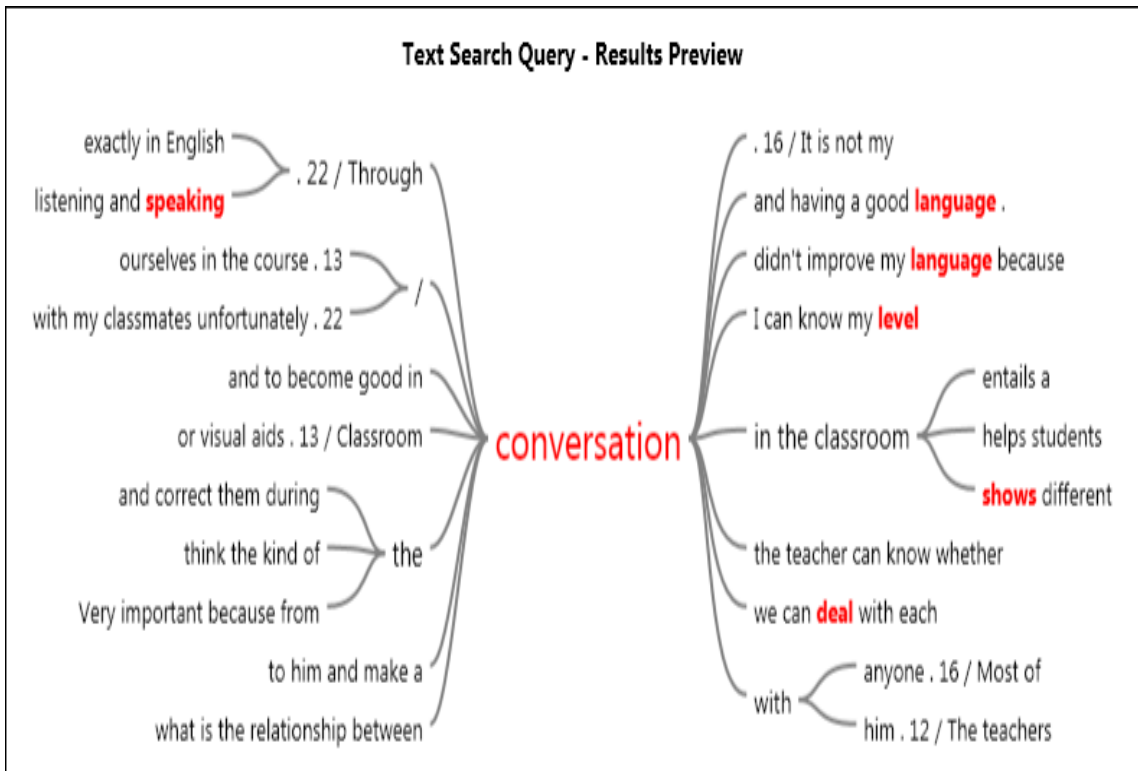 Text Search Query - Results Preview
exactly in English
listening and speaking
. 22 / Through
ourselves in the course . 13
with my classmates unfortunately . 22
/
and to become good in
or visual aids . 13 / Classroom
and correct them during
think the kind of
Very important because from
the
to him and make a
what is the relationship between
conversation
. 16 / It is not my
and having a good language .
didn't improve my language because
I can know my level
in the classroom
entails a
helps students
shows different
the teacher can know whether
we can deal with each
with
anyone . 16 / Most of
him . 12 / The teachers